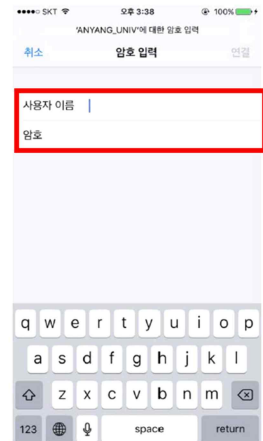 SKT 오후 3:38 100%
'ANYANG_UNIV'에 대한 암호 입력
취소 암호 입력 연결
사용자 이름
암호
q w e r t y u i o p
a s d f g h j k l
z x c v b n m
123 space return